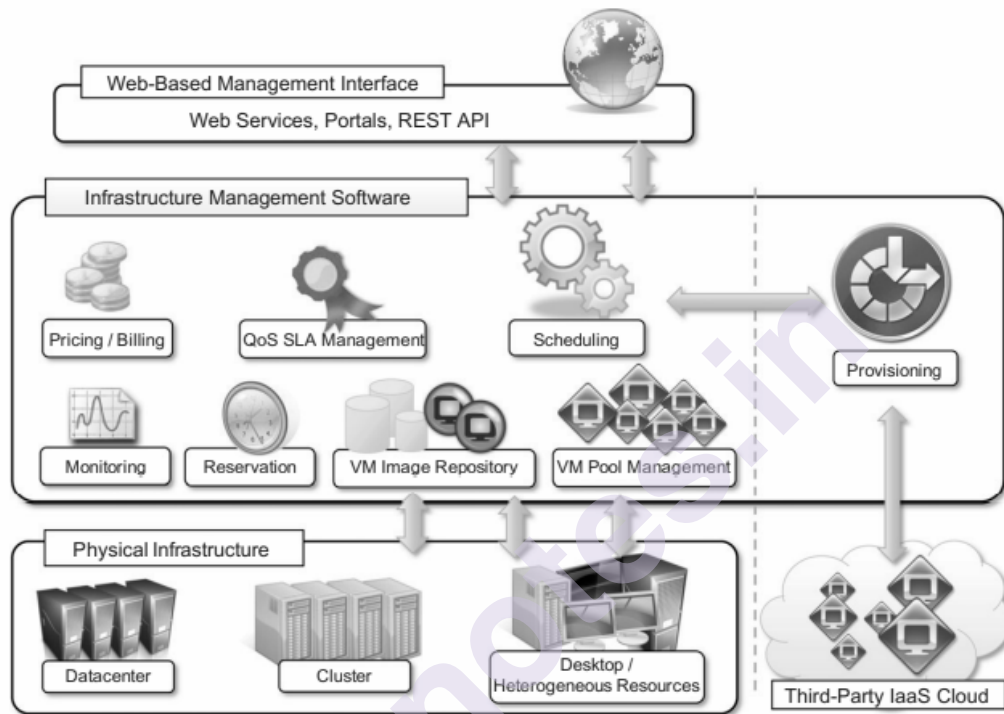 Web-Based Management Interface
Web Services, Portals, REST API
Infrastructure Management Software
Pricing / Billing
QoS SLA Management
Scheduling
Provisioning
Monitoring
Reservation
VM Image Repository
VM Pool Management
Physical Infrastructure
Datacenter
Cluster
Desktop /
Heterogeneous Resources
Third-Party IaaS Cloud
notes.in